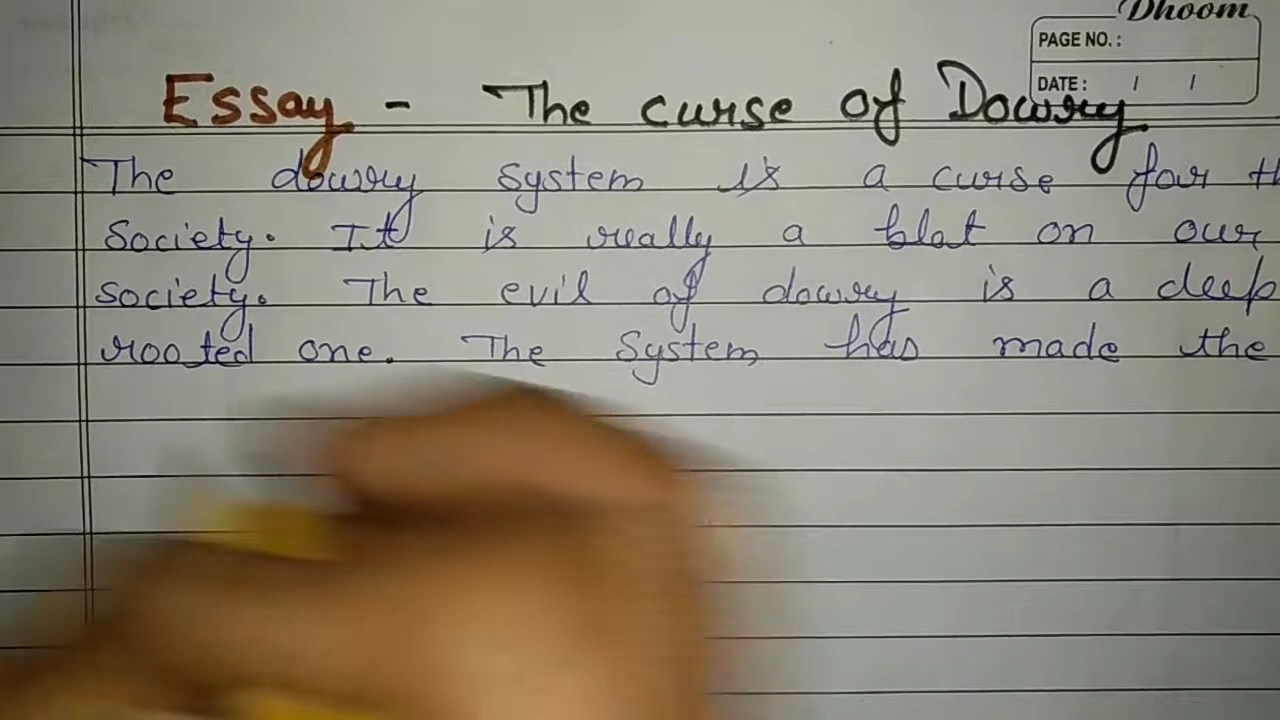 Dhoom
PAGE NO.:
DATE: / /
Essay - The curse of Dowry
The dowry system is a curse for th
Society. It is really a blot on our
society. The evil of dowry is a deep
rooted one. The System has made the